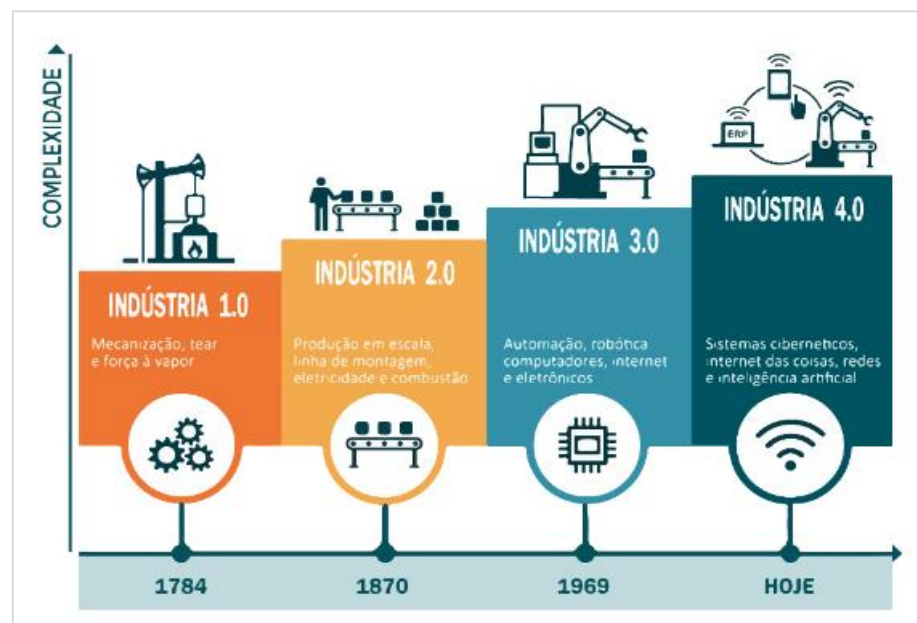 COMPLEXIDADE
INDÚSTRIA 1.0
Mecanização, tear
e força à vapor
INDÚSTRIA 2.0
Produção em escala,
linha de montagem,
eletricidade e combustão
INDÚSTRIA 3.0
Automação, robótica
computadores, internet
e eletrônicos
ERP
INDÚSTRIA 4.0
Sistemas cibernéticos,
internet das coisas, redes
e inteligência artificial
1784
1870
1969
HOJE